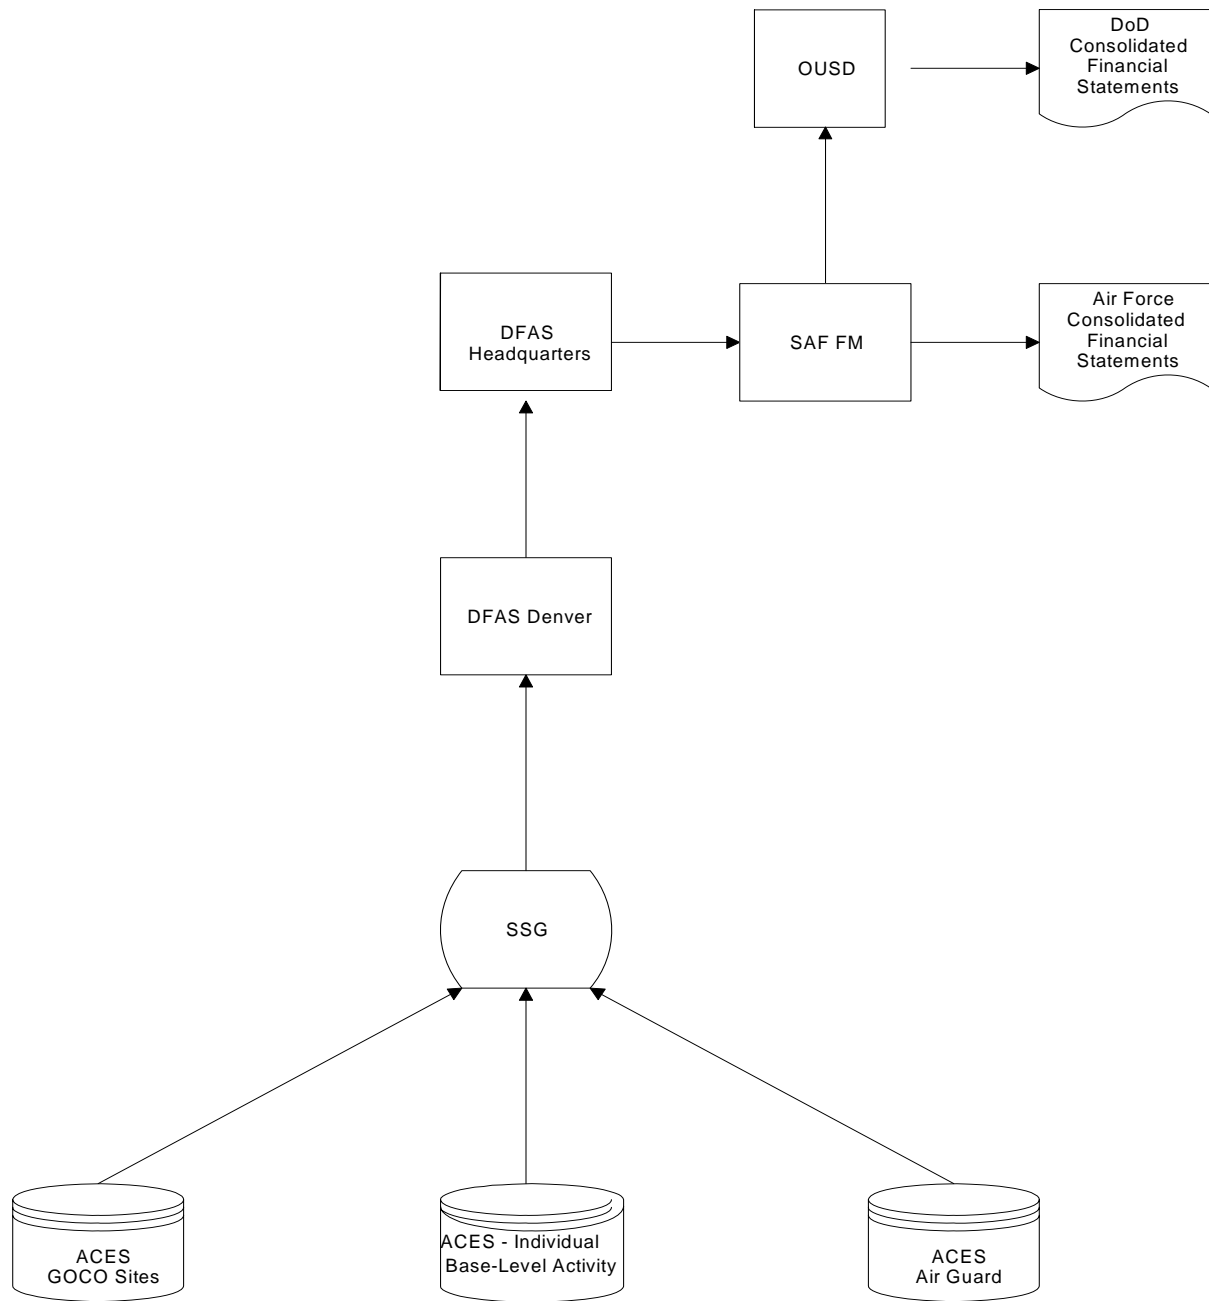 OUSD
DoD
Consolidated
Financial
Statements
DFAS
Headquarters
SAF FM
Air Force
Consolidated
Financial
Statements
DFAS Denver
SSG
ACES
GOCO Sites
ACES - Individual
Base-Level Activity
ACES
Air Guard